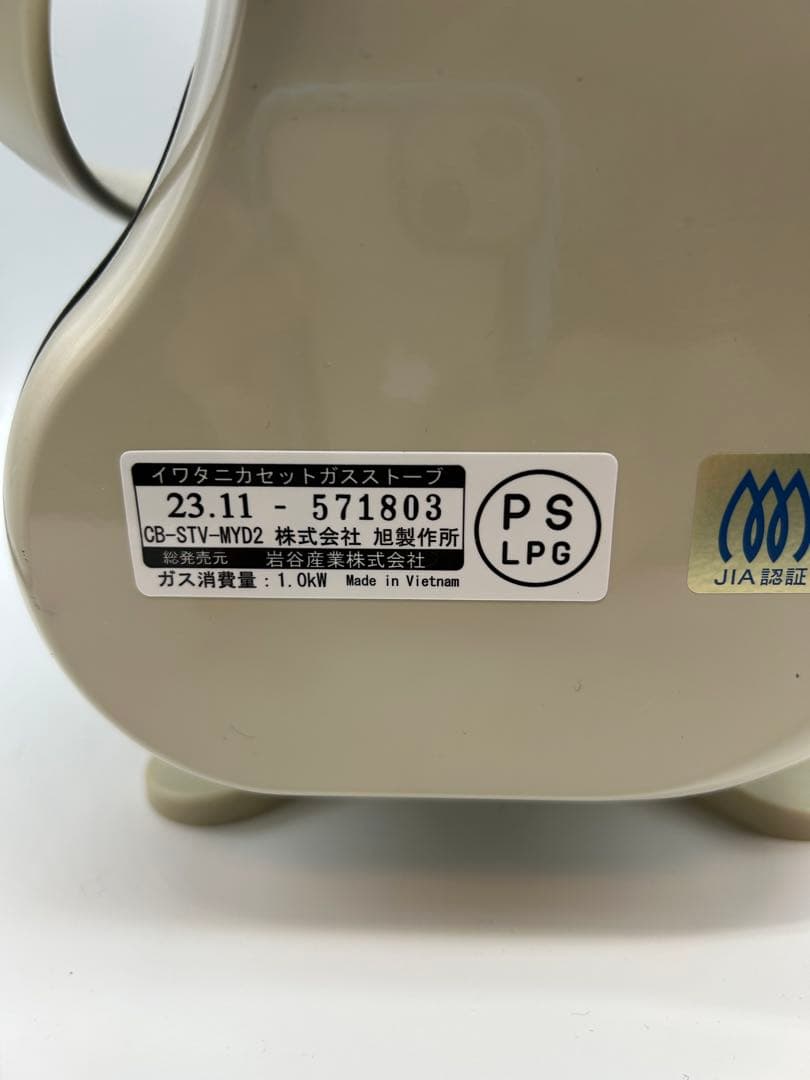 イワタニカセットガスストーブ
23.11 - 571803
CB-STV-MYD2 株式会社 旭製作所
総発売元 岩谷産業株式会社
ガス消費量：1.0kW Made in Vietnam
PS
LPG
JIA 認証